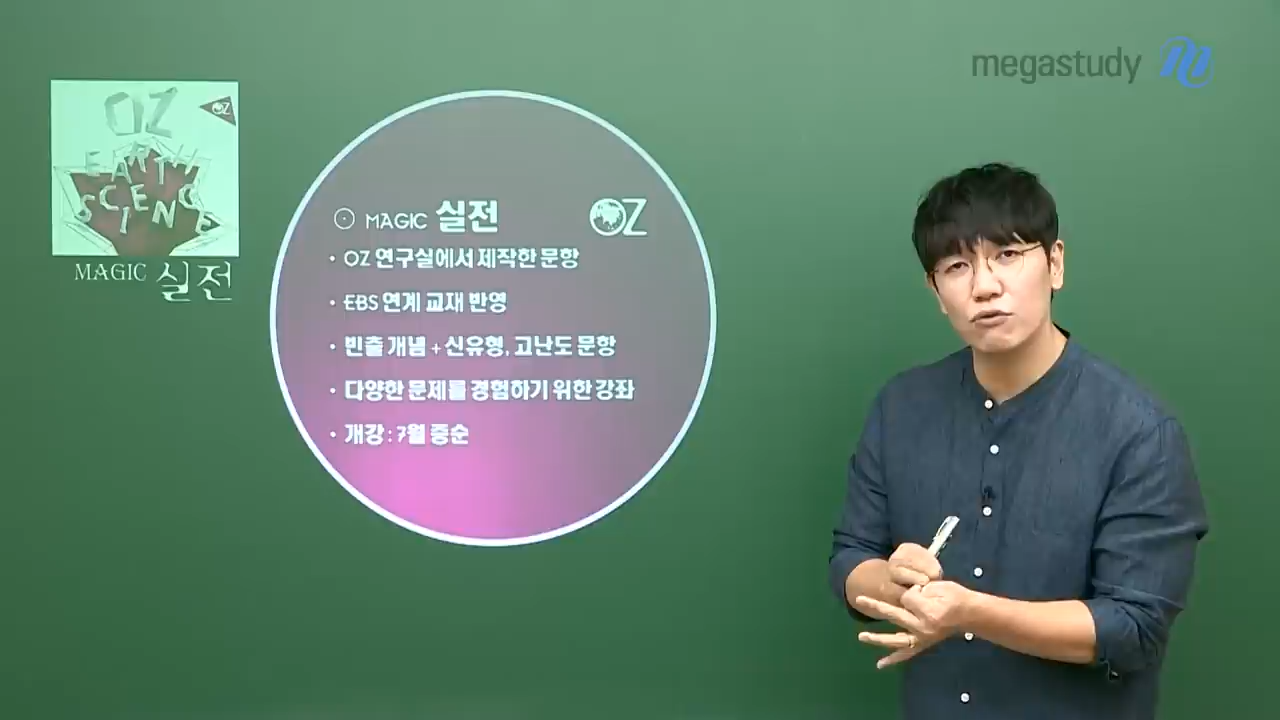 megastudy
OZ
OZ
EARTH
SCIENCE
MAGIC 실전
MAGIC 실전
OZ
• OZ 연구실에서 제작한 문항
• EBS 연계 교재 반영
• 빈출 개념 + 신유형, 고난도 문항
• 다양한 문제를 경험하기 위한 강좌
• 개강 : 7월 중순